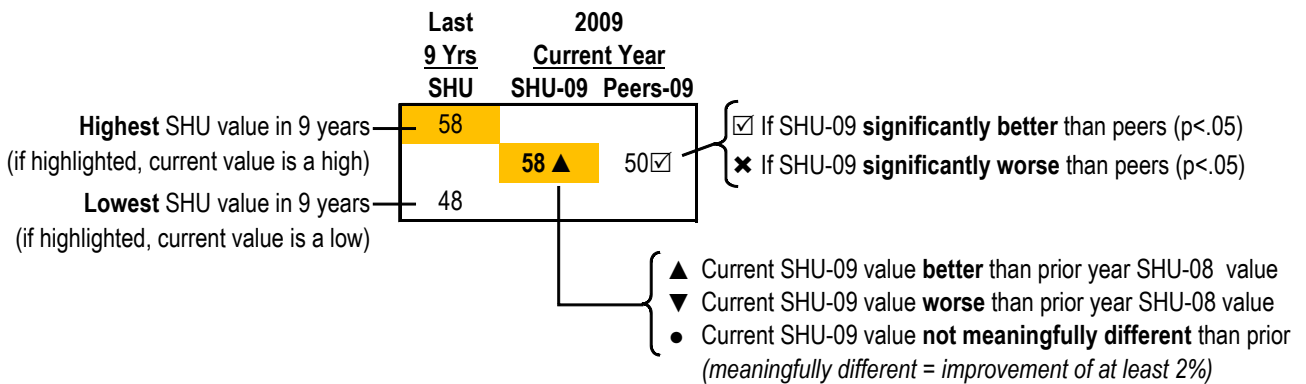 Last 2009
9 Yrs Current Year
SHU SHU-09 Peers-09
Highest SHU value in 9 years 58
(if highlighted, current value is a high)
58 ▲ 50☑
Lowest SHU value in 9 years 48
(if highlighted, current value is a low)
☑ If SHU-09 significantly better than peers (p<.05)
✖ If SHU-09 significantly worse than peers (p<.05)
▲ Current SHU-09 value better than prior year SHU-08 value
▼ Current SHU-09 value worse than prior year SHU-08 value
● Current SHU-09 value not meaningfully different than prior
(meaningfully different = improvement of at least 2%)